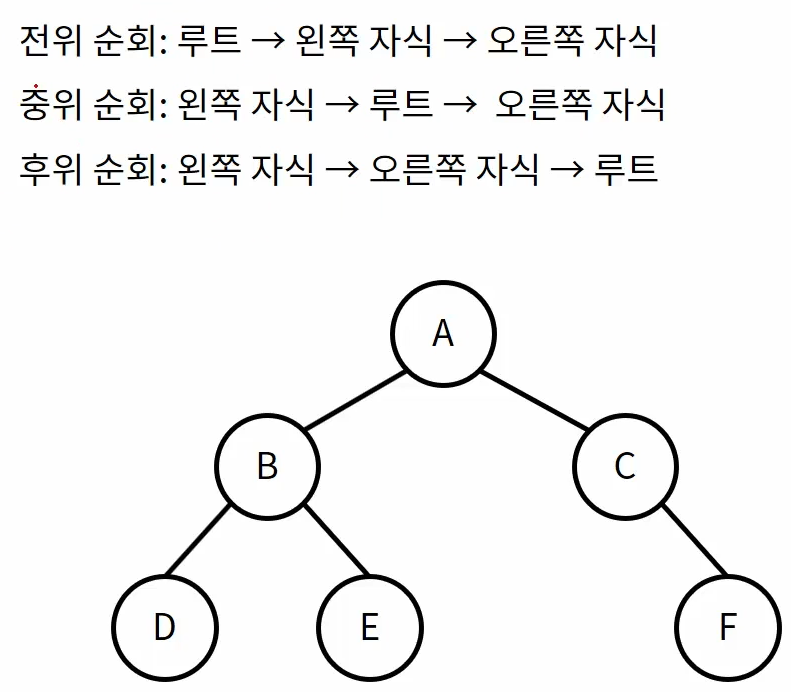 전위 순회: 루트 → 왼쪽 자식 → 오른쪽 자식
중위 순회: 왼쪽 자식 → 루트 → 오른쪽 자식
후위 순회: 왼쪽 자식 → 오른쪽 자식 → 루트
A
B C
D E F